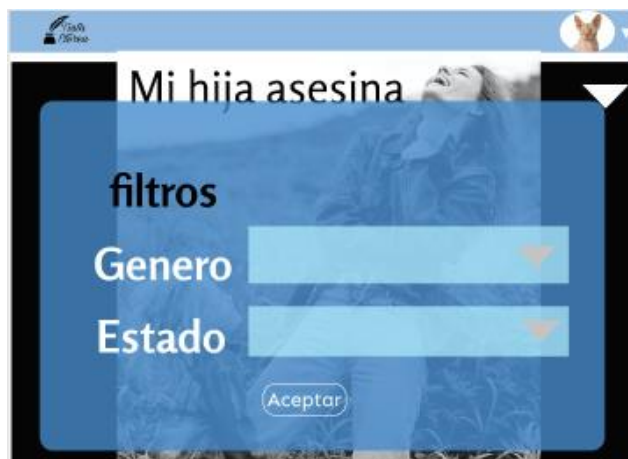 Mi hija asesina
filtros
Genero
Estado
Aceptar